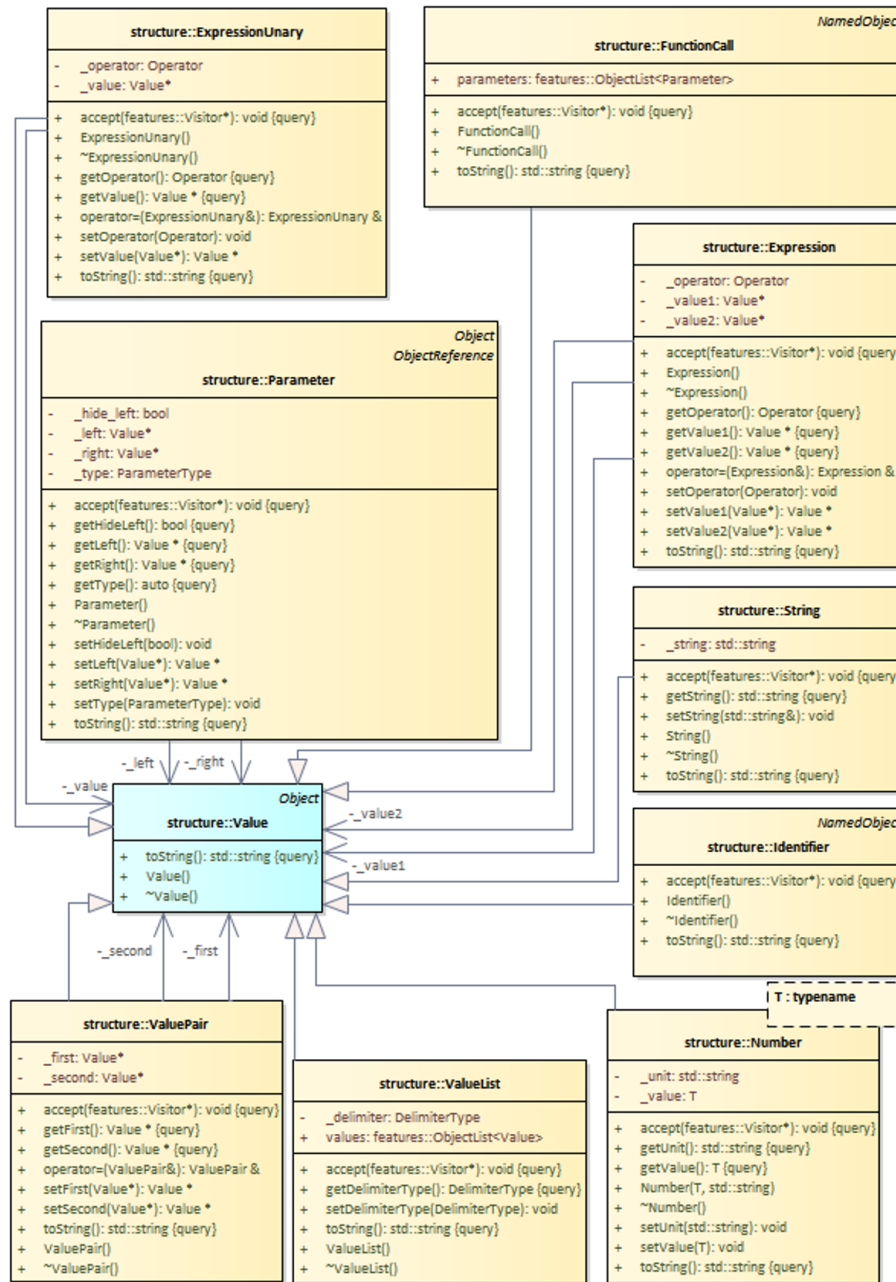 structure::ExpressionUnary
- _operator: Operator
- _value: Value*
+ accept(features::Visitor*): void {query}
+ ExpressionUnary()
+ ~ExpressionUnary()
+ getOperator(): Operator {query}
+ getValue(): Value * {query}
+ operator=(ExpressionUnary&): ExpressionUnary &
+ setOperator(Operator): void
+ setValue(Value*): Value *
+ toString(): std::string {query}
NamedObjec
structure::FunctionCall
+ parameters: features::ObjectList<Parameter>
+ accept(features::Visitor*): void {query}
+ FunctionCall()
+ ~FunctionCall()
+ toString(): std::string {query}
structure::Expression
- _operator: Operator
- _value1: Value*
- _value2: Value*
+ accept(features::Visitor*): void {query
+ Expression()
+ ~Expression()
+ getOperator(): Operator {query}
+ getValue1(): Value * {query}
+ getValue2(): Value * {query}
+ operator=(Expression&): Expression &
+ setOperator(Operator): void
+ setValue1(Value*): Value *
+ setValue2(Value*): Value *
+ toString(): std::string {query}
Object
ObjectReference
structure::Parameter
- _hide_left: bool
- _left: Value*
- _right: Value*
- _type: ParameterType
+ accept(features::Visitor*): void {query}
+ getHideLeft(): bool {query}
+ getLeft(): Value * {query}
+ getRight(): Value * {query}
+ getType(): auto {query}
+ Parameter()
+ ~Parameter()
+ setHideLeft(bool): void
+ setLeft(Value*): Value *
+ setRight(Value*): Value *
+ setType(ParameterType): void
+ toString(): std::string {query}
structure::String
- _string: std::string
+ accept(features::Visitor*): void {query
+ getString(): std::string {query}
+ setString(std::string&): void
+ String()
+ ~String()
+ toString(): std::string {query}
-_left
-_right
-_value
Object
structure::Value
+ toString(): std::string {query}
+ Value()
+ ~Value()
-_value2
-_value1
NamedObjec
structure::Identifier
+ accept(features::Visitor*): void {query
+ Identifier()
+ ~Identifier()
+ toString(): std::string {query}
-_second
-_first
structure::ValuePair
- _first: Value*
- _second: Value*
+ accept(features::Visitor*): void {query}
+ getFirst(): Value * {query}
+ getSecond(): Value * {query}
+ operator=(ValuePair&): ValuePair &
+ setFirst(Value*): Value *
+ setSecond(Value*): Value *
+ toString(): std::string {query}
+ ValuePair()
+ ~ValuePair()
structure::ValueList
- _delimiter: DelimiterType
+ values: features::ObjectList<Value>
+ accept(features::Visitor*): void {query}
+ getDelimiterType(): DelimiterType {query}
+ setDelimiterType(DelimiterType): void
+ toString(): std::string {query}
+ ValueList()
+ ~ValueList()
T : typename
structure::Number
- _unit: std::string
- _value: T
+ accept(features::Visitor*): void {query}
+ getUnit(): std::string {query}
+ getValue(): T {query}
+ Number(T, std::string)
+ ~Number()
+ setUnit(std::string): void
+ setValue(T): void
+ toString(): std::string {query}